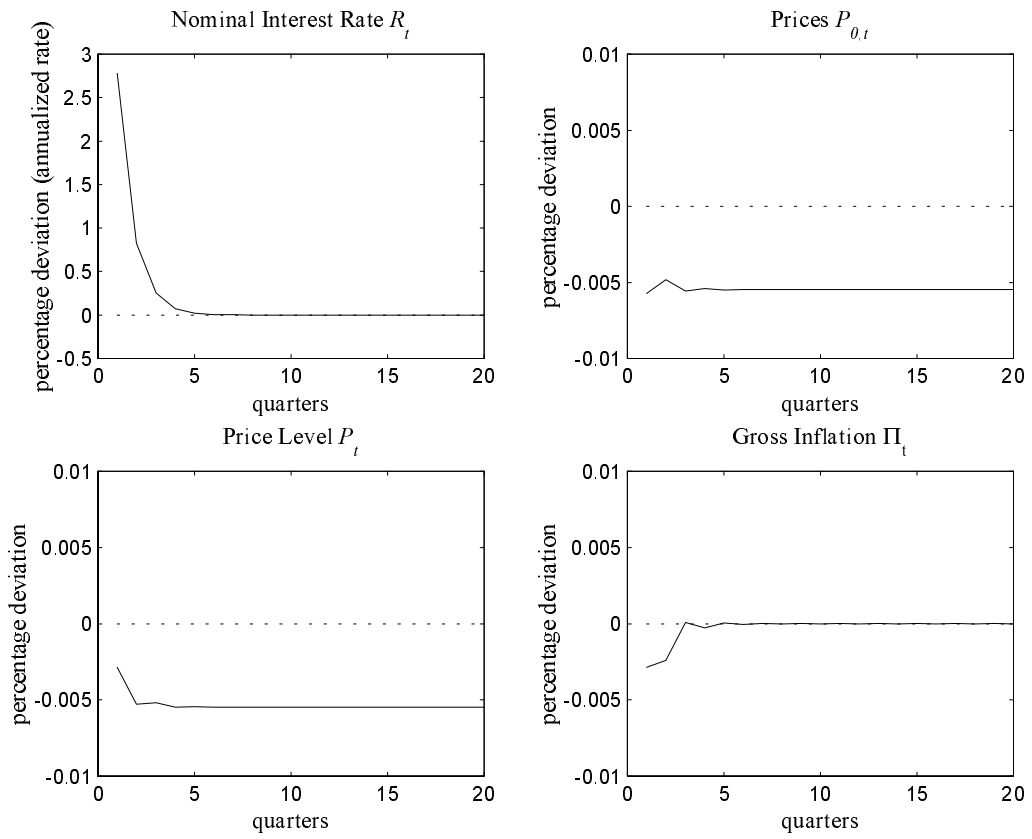 Nominal Interest Rate R_t
percentage deviation (annualized rate)
3
2.5
2
1.5
1
0.5
0
-0.5
0 5 10 15 20
quarters
Prices P_{0,t}
percentage deviation
0.01
0.005
0
-0.005
-0.01
0 5 10 15 20
quarters
Price Level P_t
percentage deviation
0.01
0.005
0
-0.005
-0.01
0 5 10 15 20
quarters
Gross Inflation Π_t
percentage deviation
0.01
0.005
0
-0.005
-0.01
0 5 10 15 20
quarters